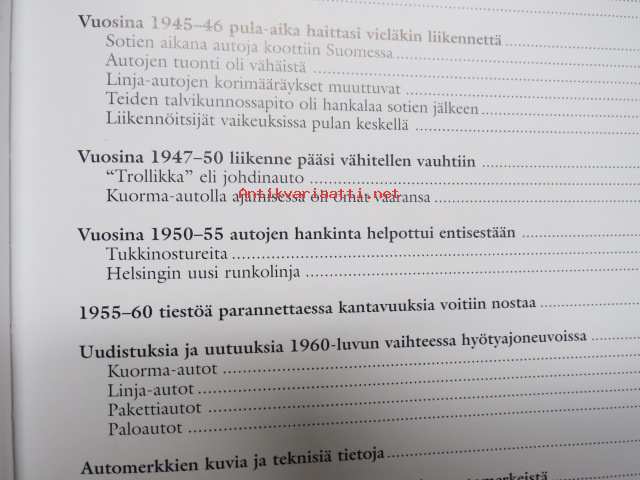 Vuosina 1945–46 pula-aika haittasi vieläkin liikennettä
Sotien aikana autoja koottiin Suomessa
Autojen tuonti oli vähäistä
Linja-autojen korimääräykset muuttuvat
Teiden talvikunnossapito oli hankalaa sotien jälkeen
Liikennöitsijät vaikeuksissa pulan keskellä
Vuosina 1947–50 liikenne pääsi vähitellen vauhtiin
“Trollikka” eli johdinauto
Antikvariaatti.net
Kuorma-autolla ajamisessa oli omat vaaransa
Vuosina 1950–55 autojen hankinta helpottui entisestään
Tukkinostureita
Helsingin uusi runkolinja
1955–60 tiestöä parannettaessa kantavuuksia voitiin nostaa
Uudistuksia ja uutuuksia 1960-luvun vaihteessa hyötyajoneuvoissa
Kuorma-autot
Linja-autot
Pakettiautot
Paloautot
Automerkkien kuvia ja teknisiä tietoja